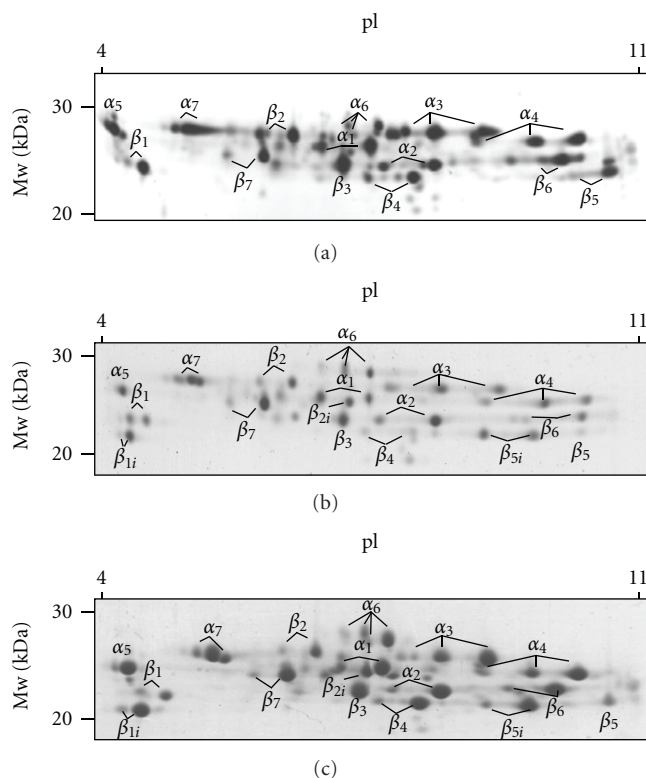 pI
4 11
Mw (kDa)
30
20
α5 α7 β2 α6 α3 α4
β1 α1 α2
β7 β3 β4 β6 β5
(a)
pI
4 11
Mw (kDa)
30
20
α6
α5 α7 β2 α3 α4
β1 α1 α2
β1i β7 β2i β3 β4 β5i β6 β5
(b)
pI
4 11
Mw (kDa)
30
20
α6
α5 α7 β2 α3 α4
β1 α1 α2
β1i β7 β2i β3 β4 β5i β6 β5
(c)